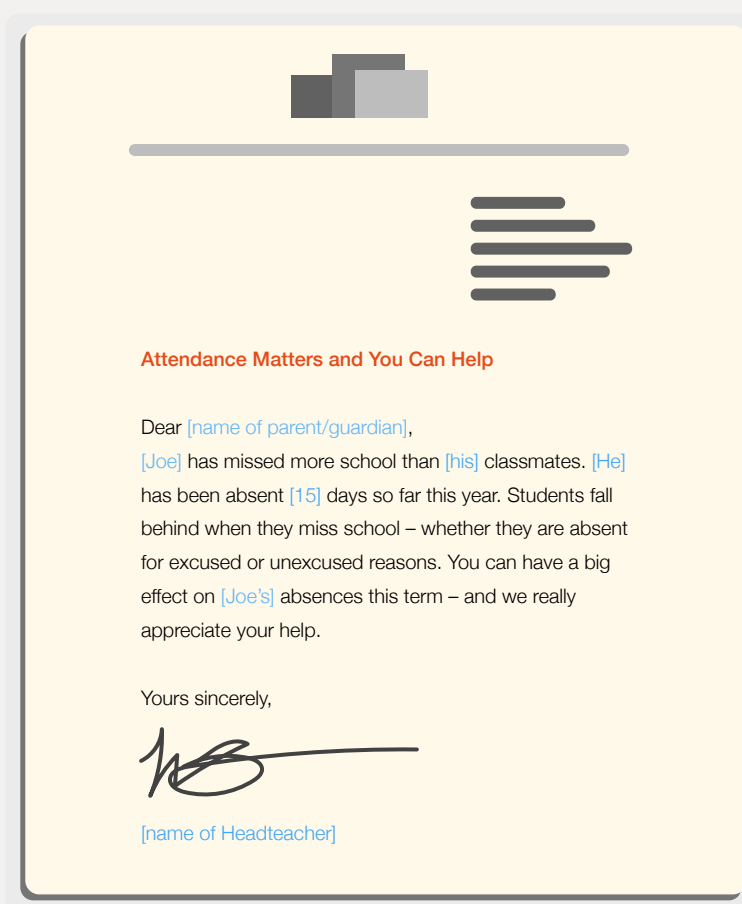 Attendance Matters and You Can Help
Dear [name of parent/guardian],
[Joe] has missed more school than [his] classmates. [He]
has been absent [15] days so far this year. Students fall
behind when they miss school – whether they are absent
for excused or unexcused reasons. You can have a big
effect on [Joe’s] absences this term – and we really
appreciate your help.
Yours sincerely,
[name of Headteacher]